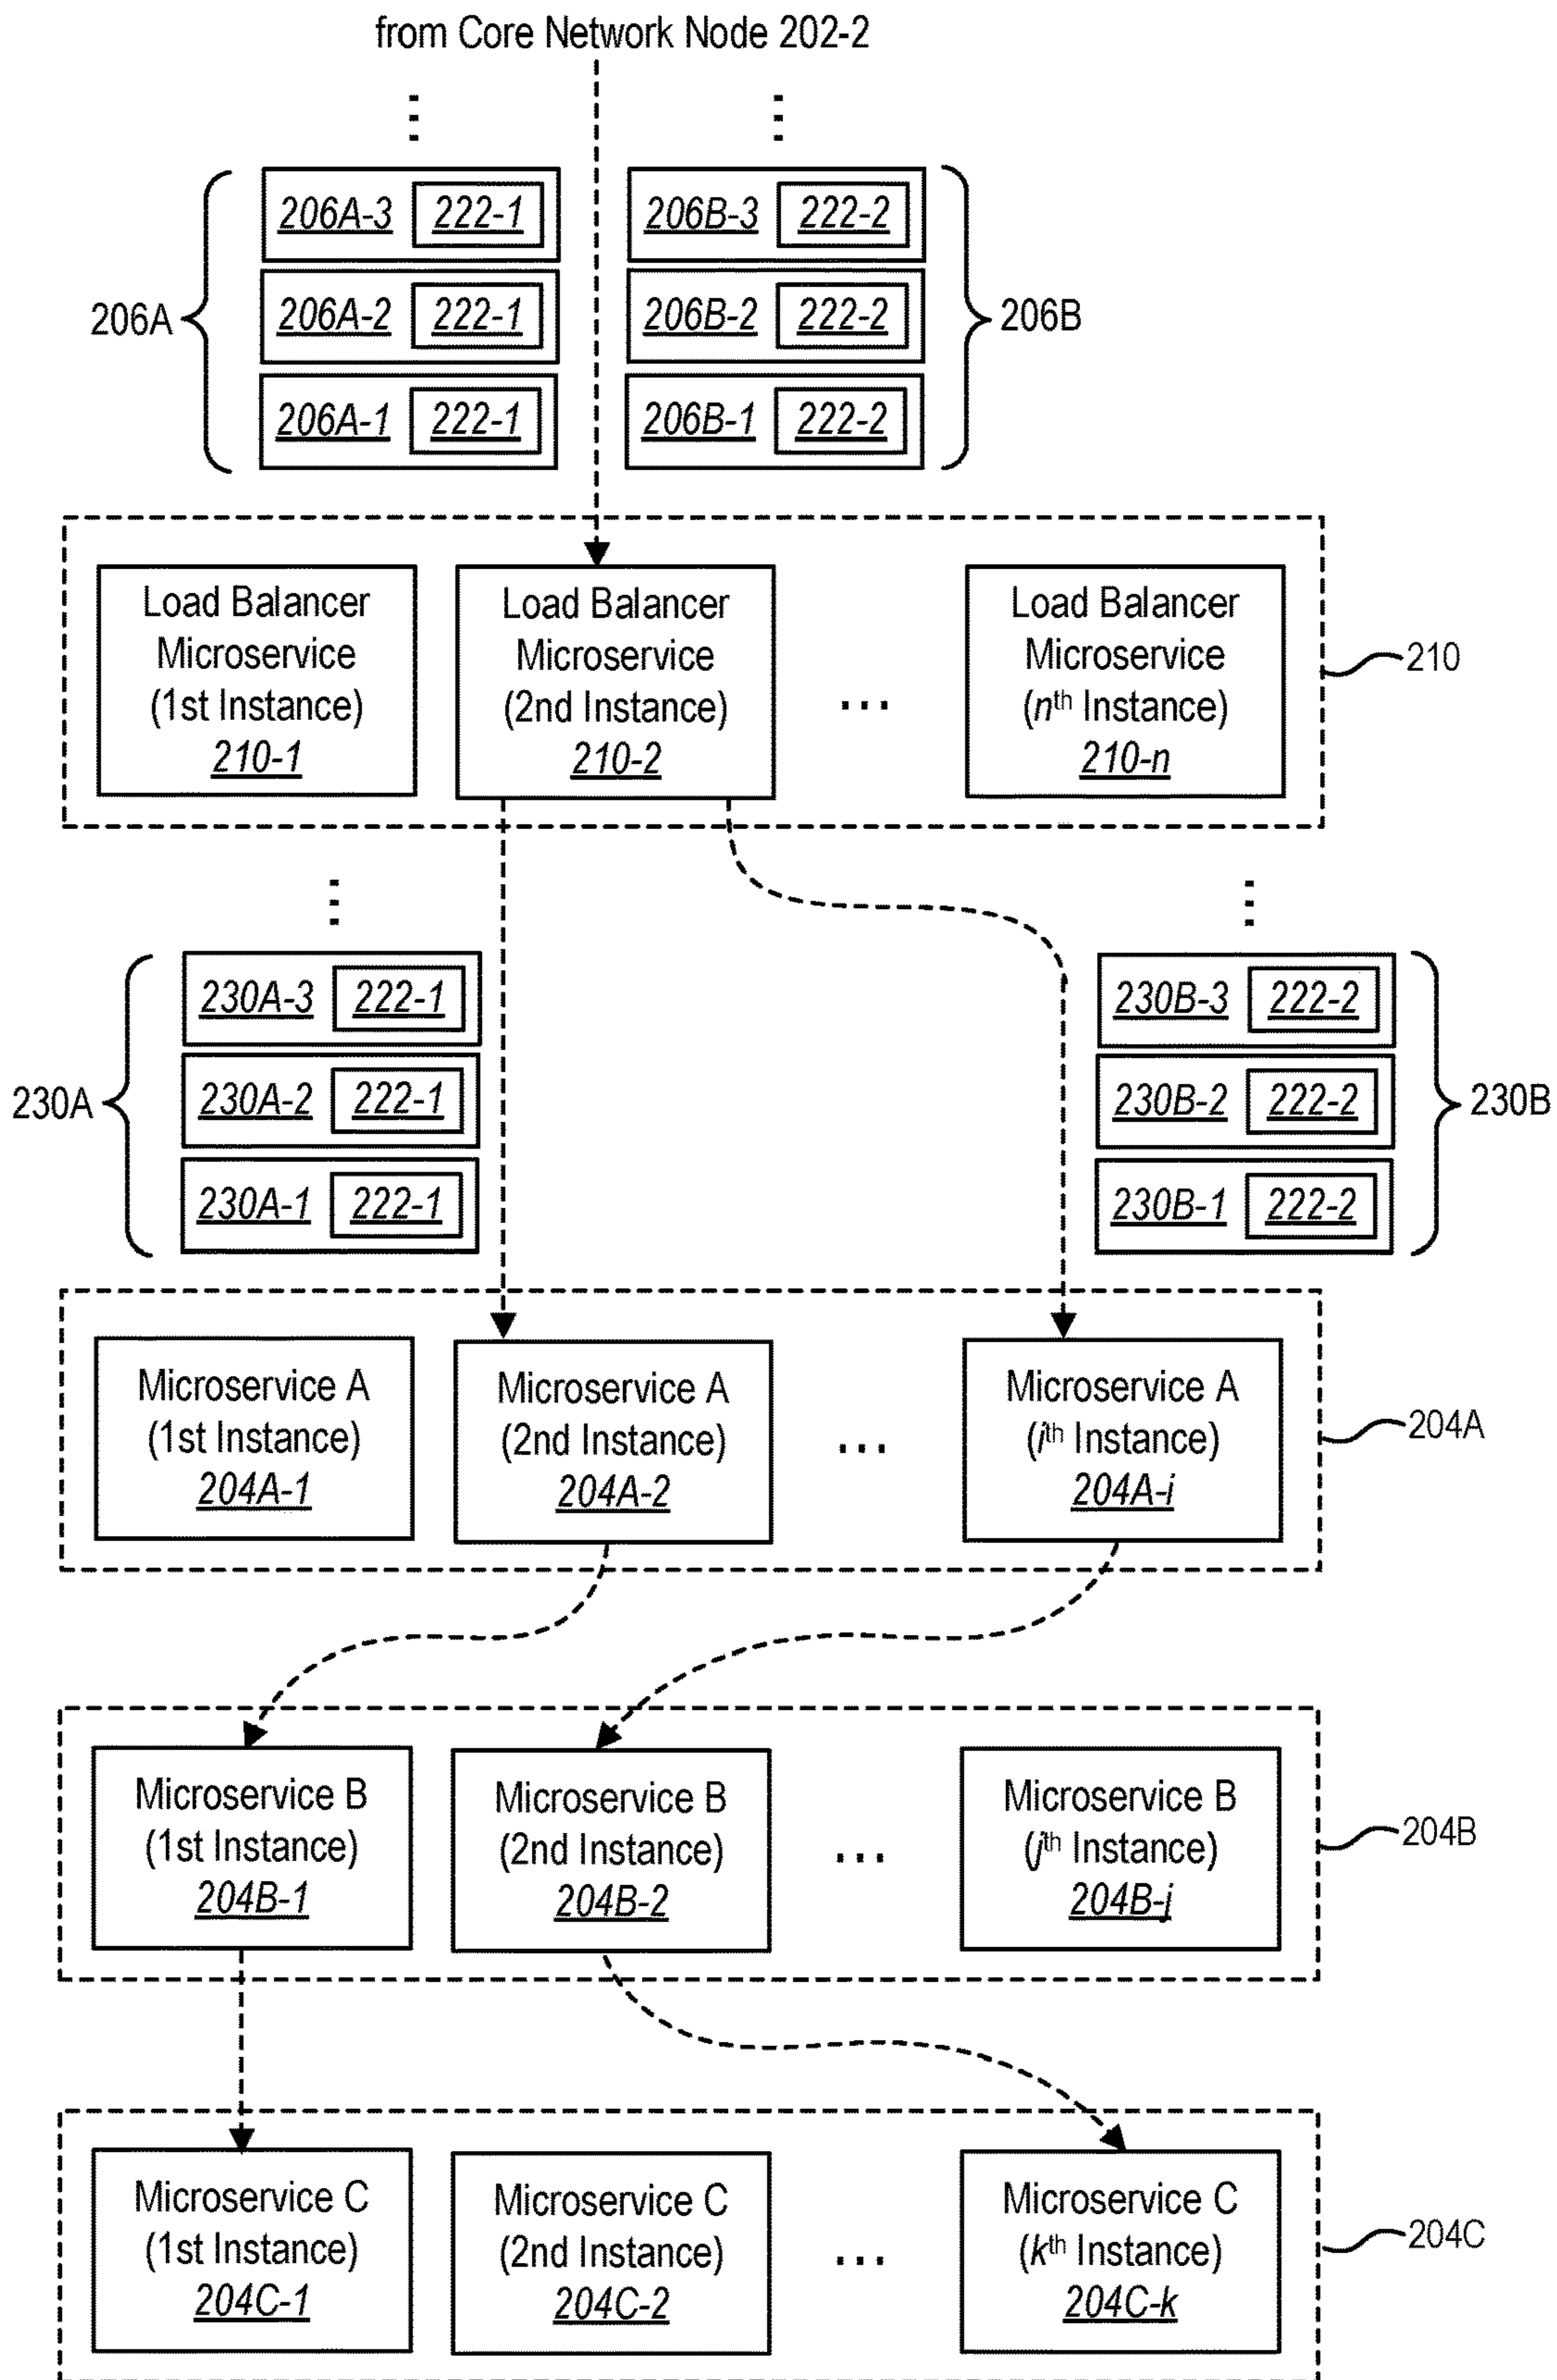 from Core Network Node 202-2
⋮ ⋮
206A-3 222-1 206B-3 222-2
206A 206A-2 222-1 206B-2 222-2 206B
206A-1 222-1 206B-1 222-2
Load Balancer
Microservice
(1st Instance)
210-1
Load Balancer
Microservice
(2nd Instance)
210-2
...
Load Balancer
Microservice
(nth Instance)
210-n
210
⋮ ⋮
230A-3 222-1 230B-3 222-2
230A 230A-2 222-1 230B-2 222-2 230B
230A-1 222-1 230B-1 222-2
Microservice A
(1st Instance)
204A-1
Microservice A
(2nd Instance)
204A-2
...
Microservice A
(ith Instance)
204A-i
204A
Microservice B
(1st Instance)
204B-1
Microservice B
(2nd Instance)
204B-2
...
Microservice B
(jth Instance)
204B-j
204B
Microservice C
(1st Instance)
204C-1
Microservice C
(2nd Instance)
204C-2
...
Microservice C
(kth Instance)
204C-k
204C